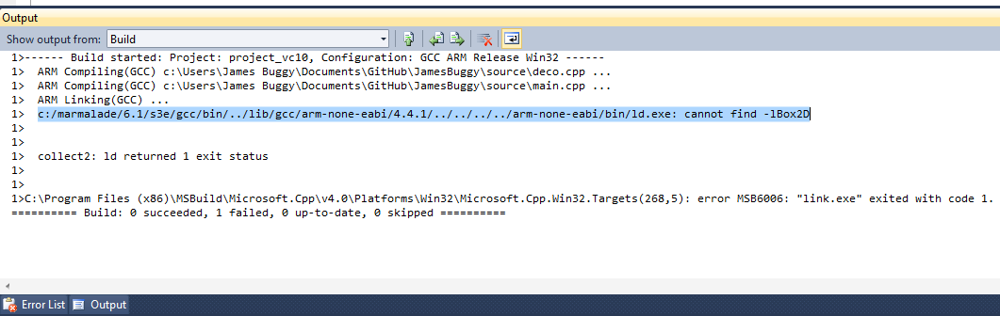 Output
Show output from: Build
1>------ Build started: Project: project_vc10, Configuration: GCC ARM Release Win32 ------
1>  ARM Compiling(GCC) c:\Users\James Buggy\Documents\GitHub\JamesBuggy\source\deco.cpp ...
1>  ARM Compiling(GCC) c:\Users\James Buggy\Documents\GitHub\JamesBuggy\source\main.cpp ...
1>  ARM Linking(GCC) ...
1>  c:/marmalade/6.1/s3e/gcc/bin/../lib/gcc/arm-none-eabi/4.4.1/../../../../arm-none-eabi/bin/ld.exe: cannot find -lBox2D
1>
1>
1>  collect2: ld returned 1 exit status
1>
1>
1>C:\Program Files (x86)\MSBuild\Microsoft.Cpp\v4.0\Platforms\Win32\Microsoft.Cpp.Win32.Targets(268,5): error MSB6006: "link.exe" exited with code 1.
========== Build: 0 succeeded, 1 failed, 0 up-to-date, 0 skipped ==========
Error List Output